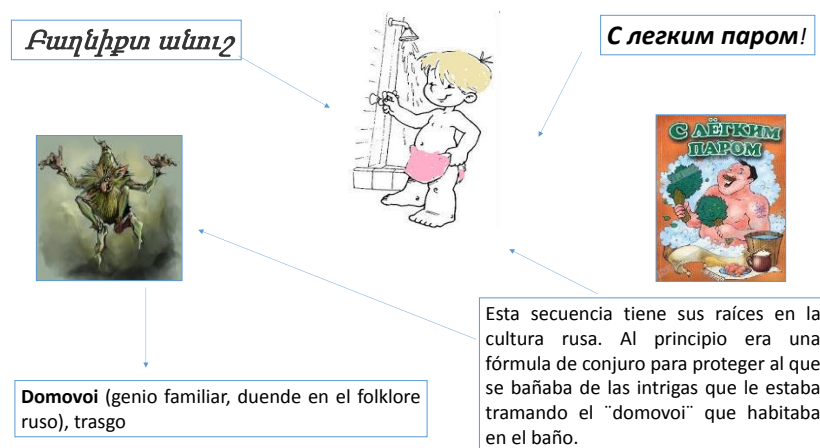 Բաղնիքտ անուշ
С легким паром!
С ЛЁГКИМ
ПАРОМ
Esta secuencia tiene sus raíces en la
cultura rusa. Al principio era una
fórmula de conjuro para proteger al que
se bañaba de las intrigas que le estaba
tramando el ¨domovoi¨ que habitaba
en el baño.
Domovoi (genio familiar, duende en el folklore
ruso), trasgo